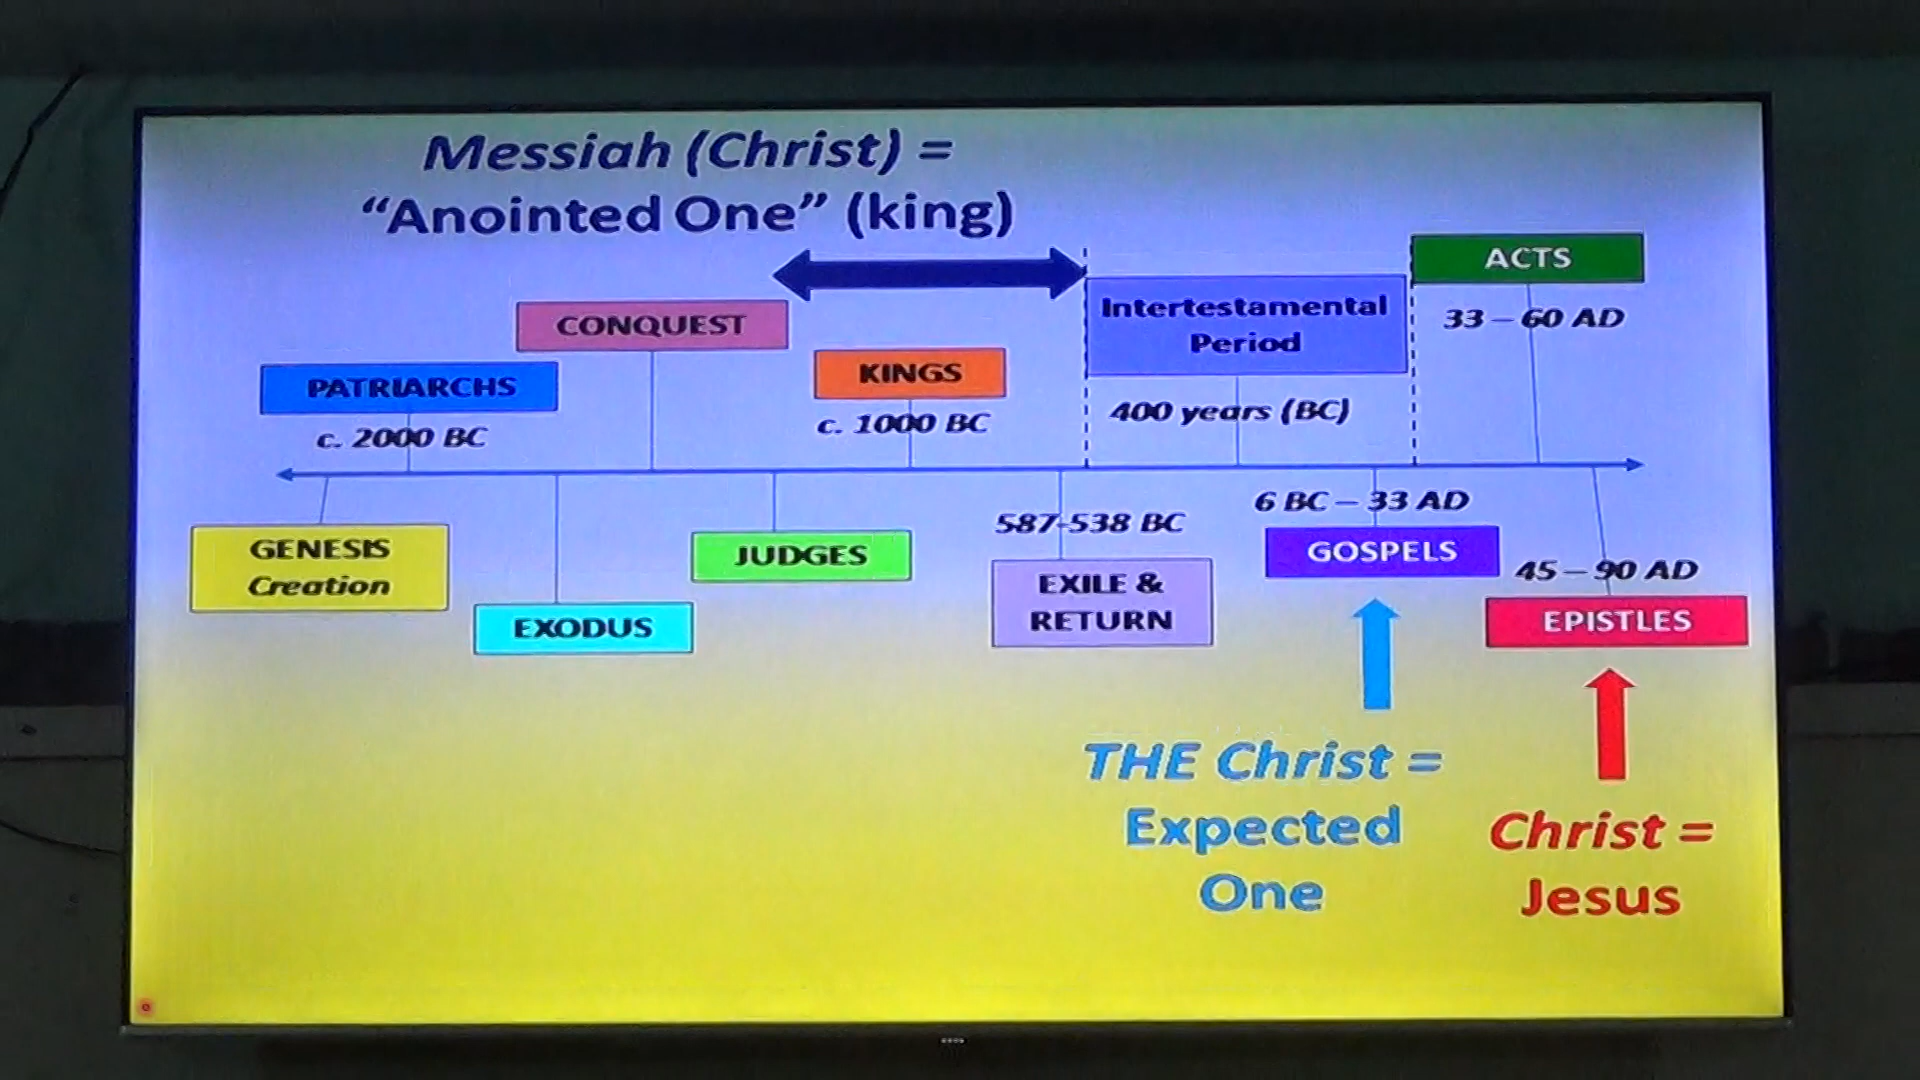 Messiah (Christ) =
“Anointed One” (king)
ACTS
33 – 60 AD
Intertestamental
Period
400 years (BC)
CONQUEST
KINGS
c. 1000 BC
PATRIARCHS
c. 2000 BC
GENESIS
Creation
EXODUS
JUDGES
587-538 BC
EXILE &
RETURN
6 BC – 33 AD
GOSPELS
45 – 90 AD
EPISTLES
THE Christ =
Expected
One
Christ =
Jesus